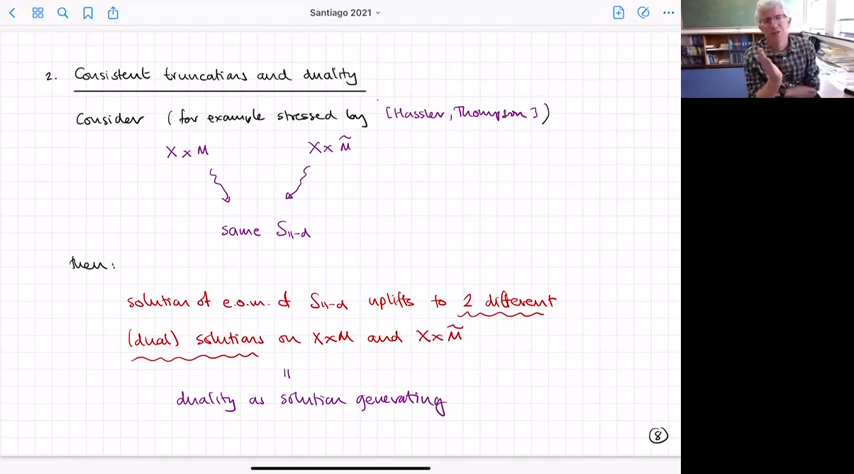 Santiago 2021
2. Consistent truncations and duality
Consider (for example stressed by [Hassler, Thompson])
X × M X × M̃
same S₁₁₋d
then:
solution of e.o.m. of S₁₁₋d uplifts to 2 different
(dual) solutions on X×M and X×M̃
"
duality as solution generating
8